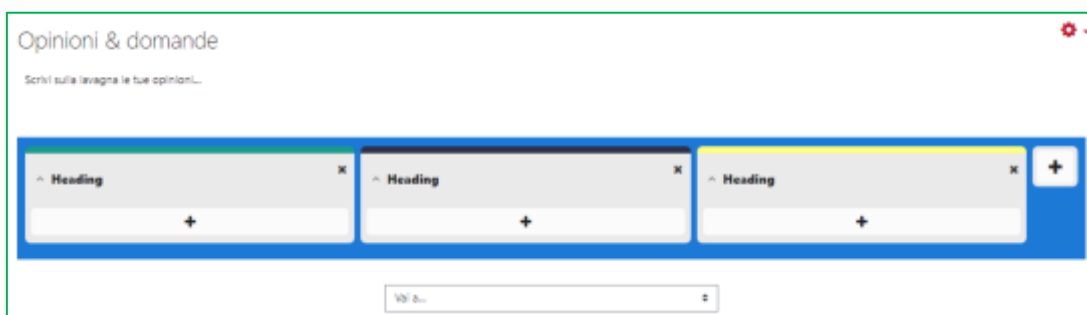 Opinioni & domande
Scrivi sulla lavagna le tue opinioni...
Heading
Heading
Heading
Vai a...